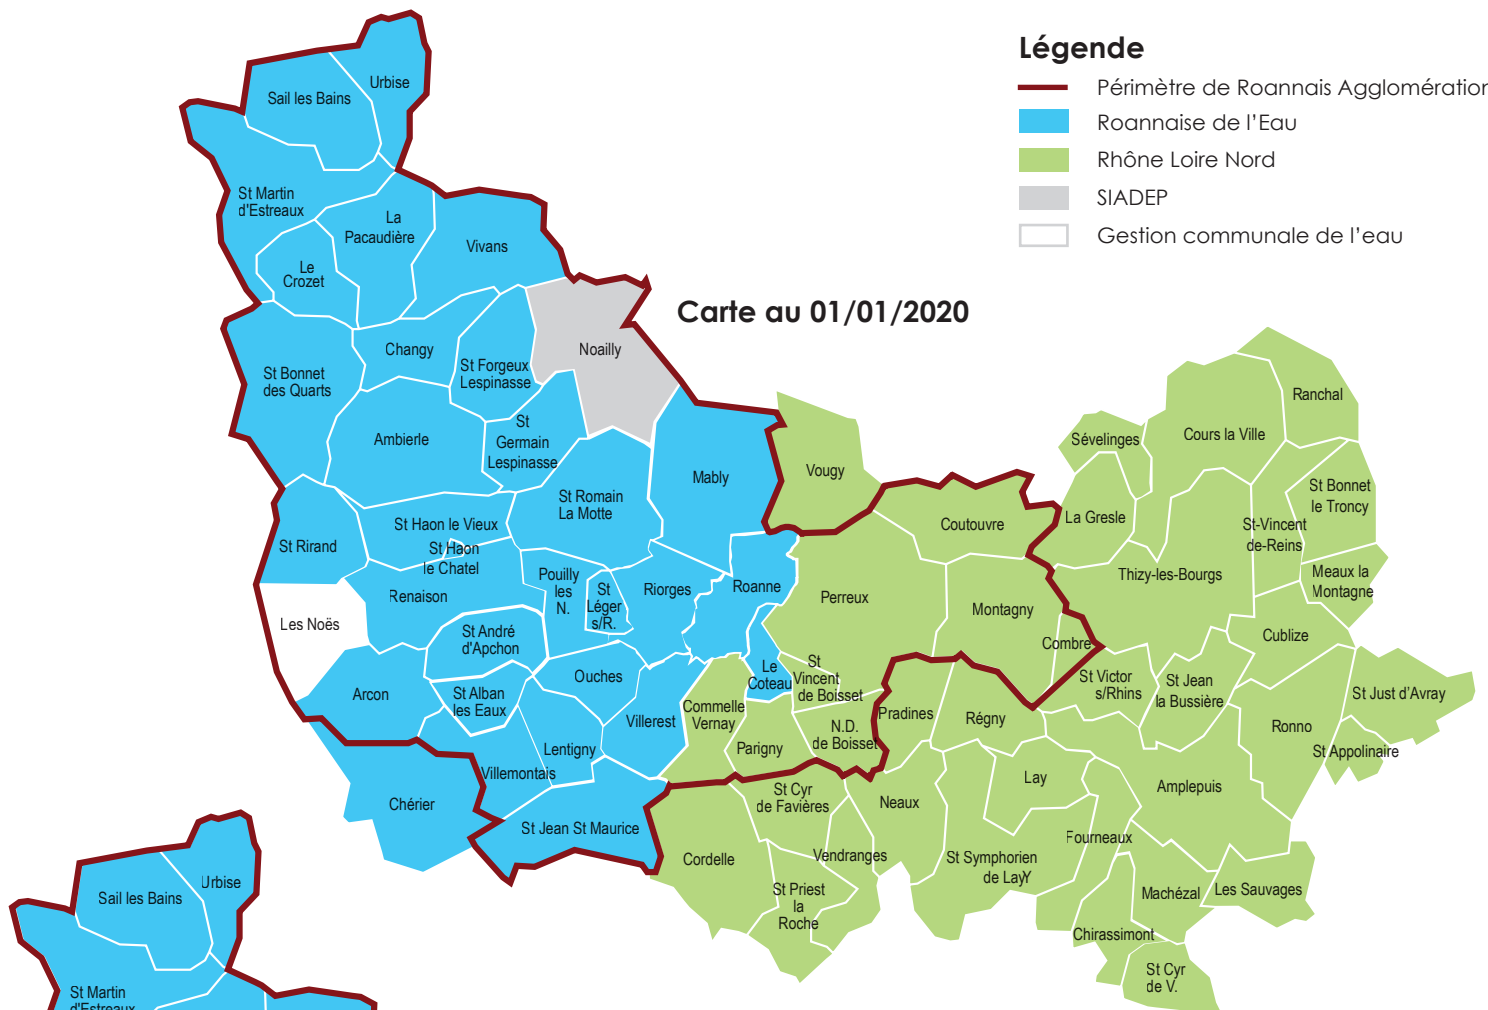 Légende
Périmètre de Roannais Agglomération
Roannaise de l'Eau
Rhône Loire Nord
SIADEP
Gestion communale de l'eau
Carte au 01/01/2020
Urbise
Sail les Bains
St Martin
d'Estreaux
La
Pacaudière
Vivans
Le
Crozet
Changy
St Bonnet
des Quarts
St Forgeux
Lespinasse
Noailly
Ambierle
St
Germain
Lespinasse
Mably
Vougy
St Romain
La Motte
St Haon le Vieux
St Haon
le Chatel
St Rirand
Renaison
Pouilly
les
N.
St
Léger
s/R.
Riorges
Roanne
Les Noës
St André
d'Apchon
Arcon
St Alban
les Eaux
Ouches
Villerest
Le
Coteau
Lentigny
Villemontais
Chérier
St Jean St Maurice
Coutouvre
Perreux
Montagny
Combre
St
Vincent
de Boisset
Commelle
Vernay
Parigny
N.D.
de Boisset
Pradines
Régny
Sévelinges
La Gresle
Cours la Ville
Ranchal
St Bonnet
le Troncy
St-Vincent
de-Reins
Thizy-les-Bourgs
Meaux la
Montagne
Cublize
St Victor
s/Rhins
St Jean
la Bussière
St Just d'Avray
Ronno
St Appolinaire
Amplepuis
Lay
Neaux
St Cyr
de Favières
Cordelle
Vendranges
St Priest
la
Roche
St Symphorien
de LayY
Fourneaux
Machézal
Les Sauvages
Chirassimont
St Cyr
de V.
Urbise
Sail les Bains
St Martin
d'Estreaux